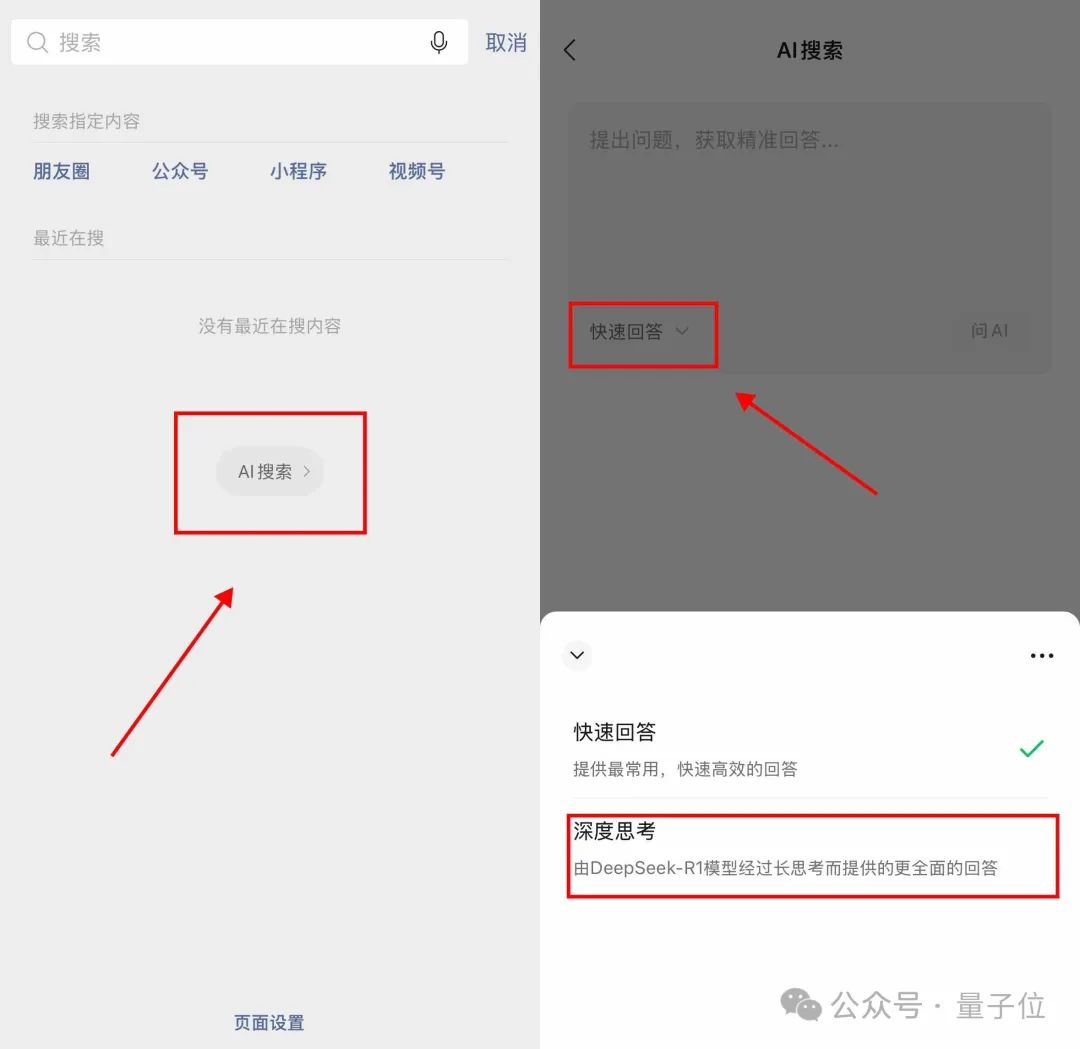 搜索
取消
搜索指定内容
朋友圈 公众号 小程序 视频号
最近在搜
没有最近在搜内容
AI搜索
页面设置
AI搜索
提出问题，获取精准回答...
快速回答
问AI
快速回答
提供最常用，快速高效的回答
深度思考
由DeepSeek-R1模型经过长思考而提供的更全面的回答
公众号 · 量子位